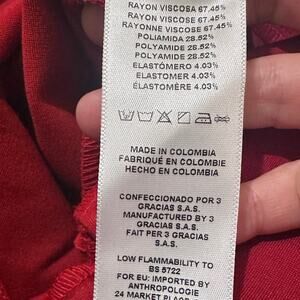 RAYON VISCOSA 67.45%
RAYON VISCOSE 67.45%
RAYONNE VISCOSE 67.45%
POLIAMIDA 28.52%
POLYAMIDE 28.52%
POLYAMIDE 28.52%
ELASTÓMERO 4.03%
ELASTOMER 4.03%
ÉLASTOMÈRE 4.03%
MADE IN COLOMBIA
FABRIQUÉ EN COLOMBIE
HECHO EN COLOMBIA
CONFECCIONADO POR 3
GRACIAS S.A.S.
MANUFACTURED BY 3
GRACIAS S.A.S.
FAIT PER 3 GRACIAS
S.A.S.
LOW FLAMMABILITY TO
BS 5722
FOR EU: IMPORTED BY
ANTHROPOLOGIE
24 MARKET PLACE